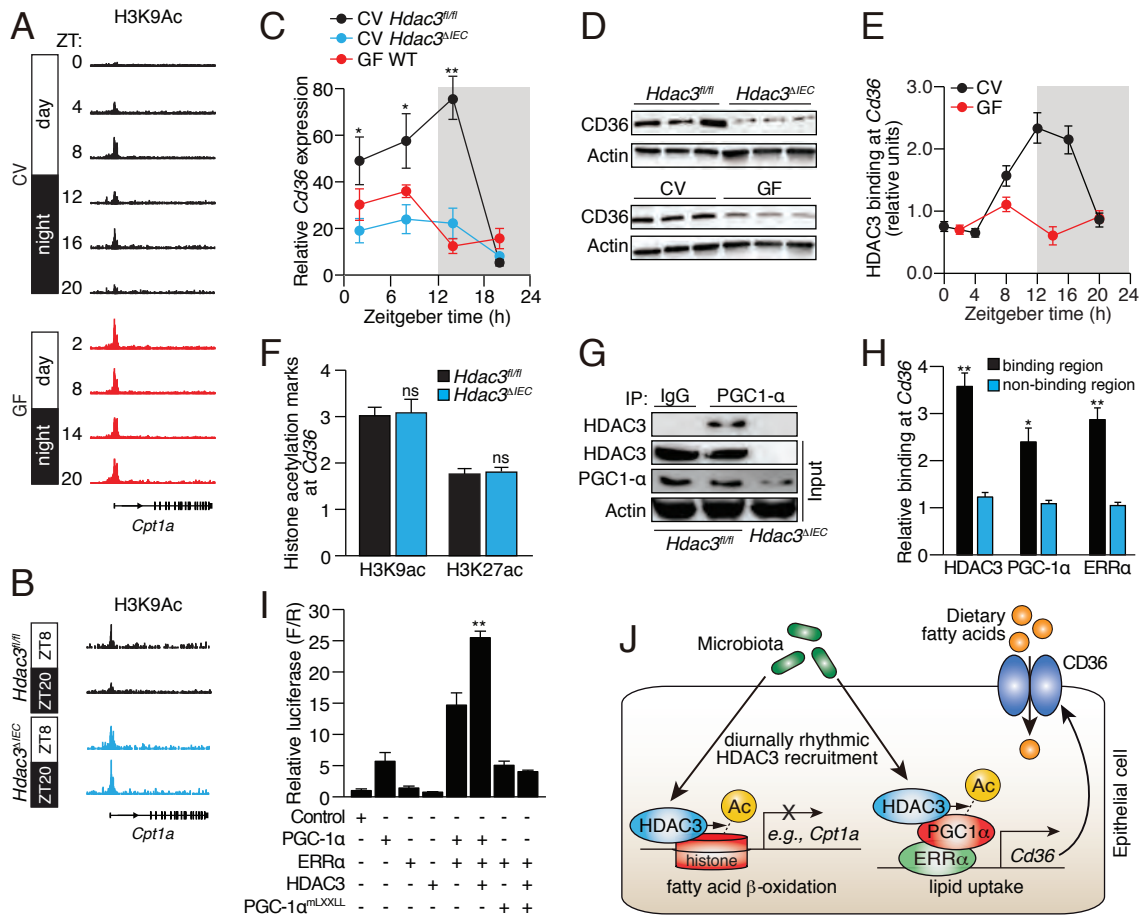 A
H3K9Ac
ZT:
0
4
8
12
16
20
day
night
CV
2
8
14
20
day
night
GF
Cpt1a
B
H3K9Ac
ZT8
ZT20
Hdac3fl/fl
ZT8
ZT20
Hdac3ΔIEC
Cpt1a
C
CV Hdac3fl/fl
CV Hdac3ΔIEC
GF WT
Relative Cd36 expression
100
80
60
40
20
0
* * **
0 6 12 18 24
Zeitgeber time (h)
D
Hdac3fl/fl Hdac3ΔIEC
CD36
Actin
CV GF
CD36
Actin
E
CV
GF
HDAC3 binding at Cd36
(relative units)
3.0
2.0
1.0
0.0
0 4 8 12 16 20 24
Zeitgeber time (h)
F
Hdac3fl/fl
Hdac3ΔIEC
Histone acetylation marks
at Cd36
4
3
2
1
0
ns
ns
H3K9ac H3K27ac
G
IP: IgG PGC1-α
HDAC3
HDAC3
PGC1-α
Actin
Input
Hdac3fl/fl Hdac3ΔIEC
H
binding region
non-binding region
Relative binding at Cd36
4
3
2
1
0
** * **
HDAC3 PGC-1α ERRα
I
Relative luciferase (F/R)
30
25
20
15
10
5
0
**
Control + - - - - - - -
PGC-1α - + - - + + - -
ERRα - - + - + + + +
HDAC3 - - - + - + - +
PGC-1αmLXXLL - - - - - - + +
J
Microbiota
Dietary
fatty acids
CD36
diurnally rhythmic
HDAC3 recruitment
HDAC3
Ac
X
e.g., Cpt1a
histone
fatty acid β-oxidation
HDAC3
Ac
PGC1α
ERRα
Cd36
lipid uptake
Epithelial cell